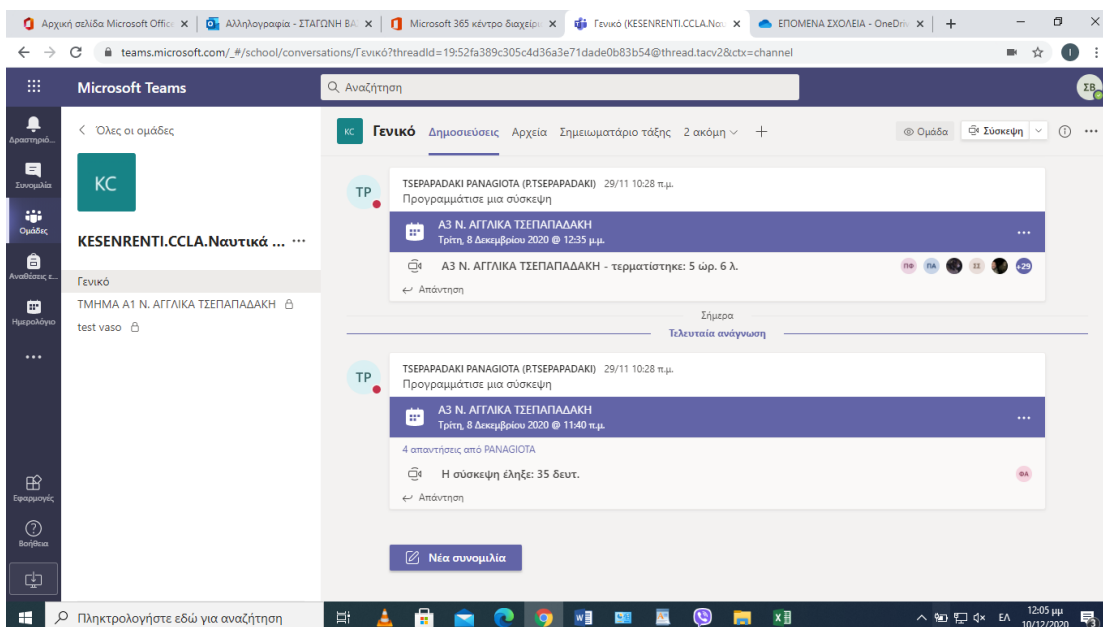 Αρχική σελίδα Microsoft Office
Αλληλογραφία - ΣΤΑΓΩΝΗ ΒΑ
Microsoft 365 κέντρο διαχείρι
Γενικό (KESENRENTI.CCLA.Ναυ
ΕΠΟΜΕΝΑ ΣΧΟΛΕΙΑ - OneDriv
teams.microsoft.com/_#/school/conversations/Γενικό?threadId=19:52fa389c305c4d36a3e71dade0b83b54@thread.tacv2&ctx=channel
I
Microsoft Teams
Αναζήτηση
ΣΒ
Δραστηριό...
Συνομιλία
Ομάδες
Αναθέσεις ε...
Ημερολόγιο
Εφαρμογές
Βοήθεια
Όλες οι ομάδες
KC
KESENRENTI.CCLA.Ναυτικά ... ···
Γενικό
ΤΜΗΜΑ Α1 Ν. ΑΓΓΛΙΚΑ ΤΣΕΠΑΠΑΔΑΚΗ
test vaso
KC Γενικό Δημοσιεύσεις Αρχεία Σημειωματάριο τάξης 2 ακόμη
Ομάδα Σύσκεψη
TP
TSEPAPADAKI PANAGIOTA (P.TSEPAPADAKI) 29/11 10:28 π.μ.
Προγραμμάτισε μια σύσκεψη
Α3 Ν. ΑΓΓΛΙΚΑ ΤΣΕΠΑΠΑΔΑΚΗ
Τρίτη, 8 Δεκεμβρίου 2020 @ 12:35 μ.μ.
Α3 Ν. ΑΓΓΛΙΚΑ ΤΣΕΠΑΠΑΔΑΚΗ - τερματίστηκε: 5 ώρ. 6 λ.
ΠΦ ΠΑ ΣΣ +29
Απάντηση
Σήμερα
Τελευταία ανάγνωση
TP
TSEPAPADAKI PANAGIOTA (P.TSEPAPADAKI) 29/11 10:28 π.μ.
Προγραμμάτισε μια σύσκεψη
Α3 Ν. ΑΓΓΛΙΚΑ ΤΣΕΠΑΠΑΔΑΚΗ
Τρίτη, 8 Δεκεμβρίου 2020 @ 11:40 π.μ.
4 απαντήσεις από PANAGIOTA
Η σύσκεψη έληξε: 35 δευτ.
ΘΑ
Απάντηση
Νέα συνομιλία
Πληκτρολογήστε εδώ για αναζήτηση
ΕΛ
12:05 μμ
10/12/2020
3